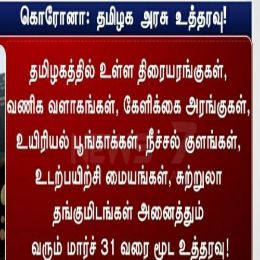 கொரோனா: தமிழக அரசு உத்தரவு!
தமிழகத்தில் உள்ள திரையரங்குகள்,
வணிக வளாகங்கள், கேளிக்கை அரங்குகள்,
உயிரியல் பூங்காக்கள், நீச்சல் குளங்கள்,
உடற்பயிற்சி மையங்கள், சுற்றுலா
தங்குமிடங்கள் அனைத்தும்
வரும் மார்ச் 31 வரை மூட உத்தரவு!